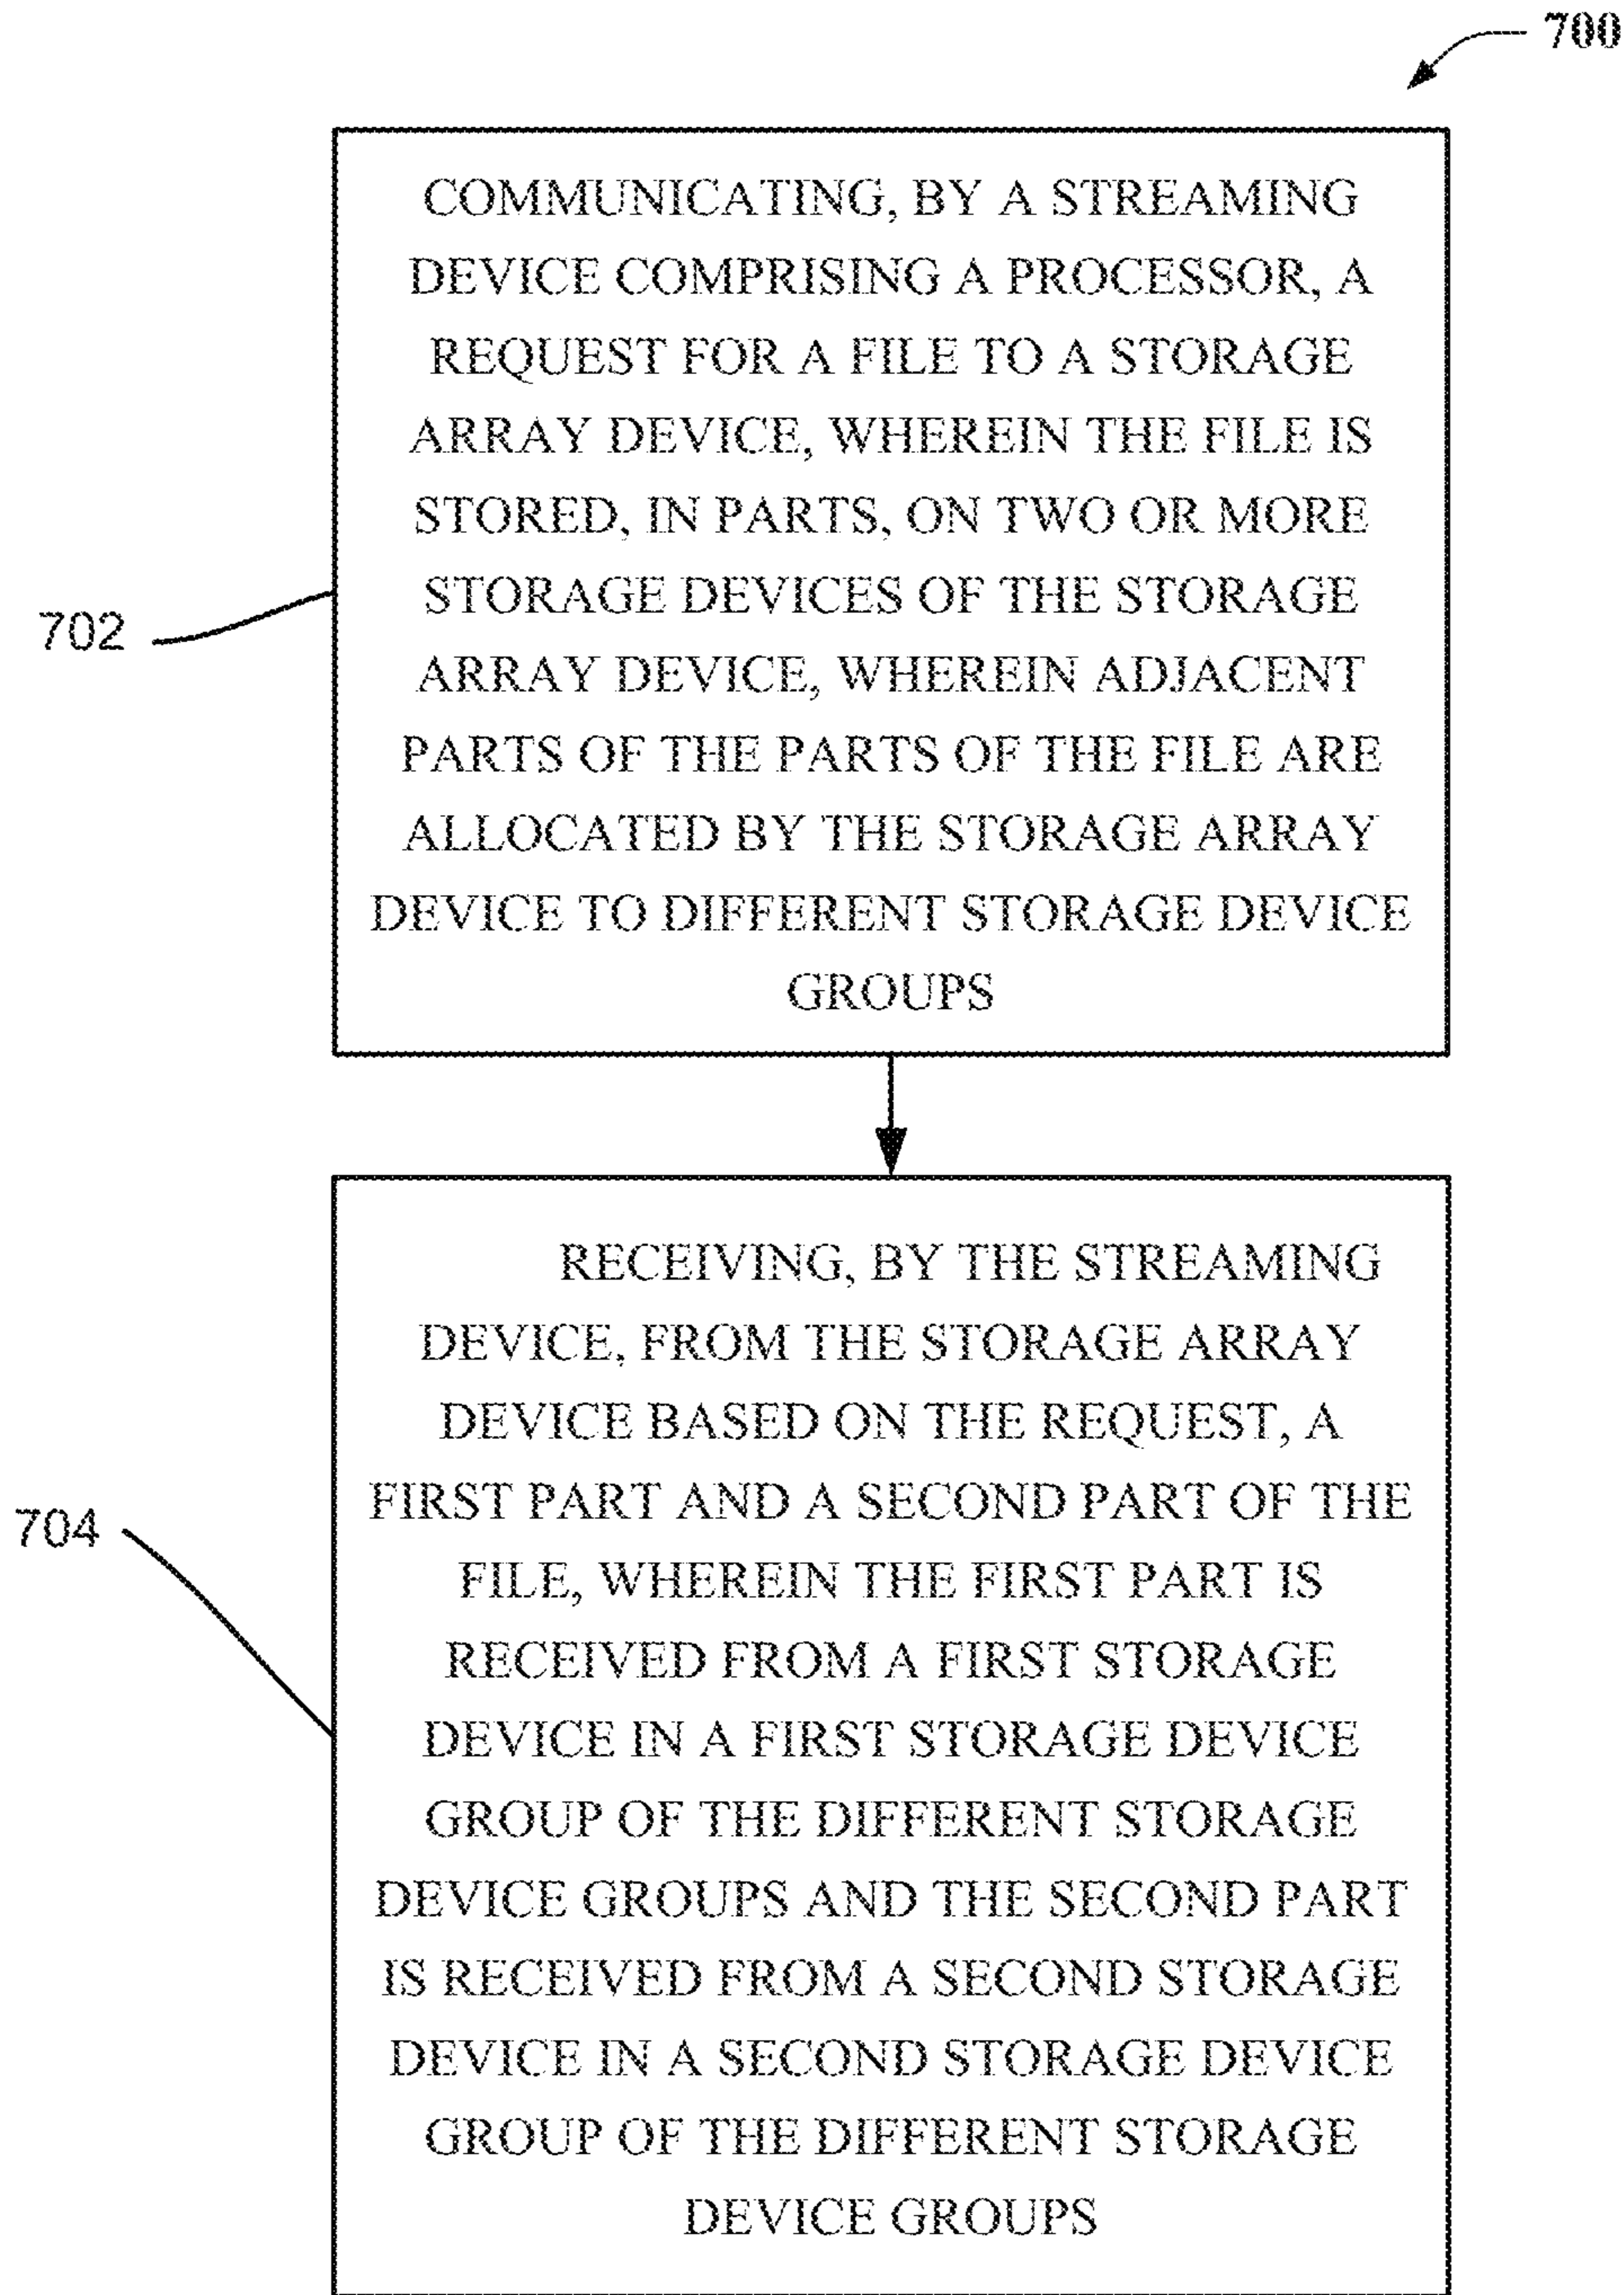 700
COMMUNICATING, BY A STREAMING
DEVICE COMPRISING A PROCESSOR, A
REQUEST FOR A FILE TO A STORAGE
ARRAY DEVICE, WHEREIN THE FILE IS
STORED, IN PARTS, ON TWO OR MORE
STORAGE DEVICES OF THE STORAGE
ARRAY DEVICE, WHEREIN ADJACENT
PARTS OF THE PARTS OF THE FILE ARE
ALLOCATED BY THE STORAGE ARRAY
DEVICE TO DIFFERENT STORAGE DEVICE
GROUPS
702
RECEIVING, BY THE STREAMING
DEVICE, FROM THE STORAGE ARRAY
DEVICE BASED ON THE REQUEST, A
FIRST PART AND A SECOND PART OF THE
FILE, WHEREIN THE FIRST PART IS
RECEIVED FROM A FIRST STORAGE
DEVICE IN A FIRST STORAGE DEVICE
GROUP OF THE DIFFERENT STORAGE
DEVICE GROUPS AND THE SECOND PART
IS RECEIVED FROM A SECOND STORAGE
DEVICE IN A SECOND STORAGE DEVICE
GROUP OF THE DIFFERENT STORAGE
DEVICE GROUPS
704